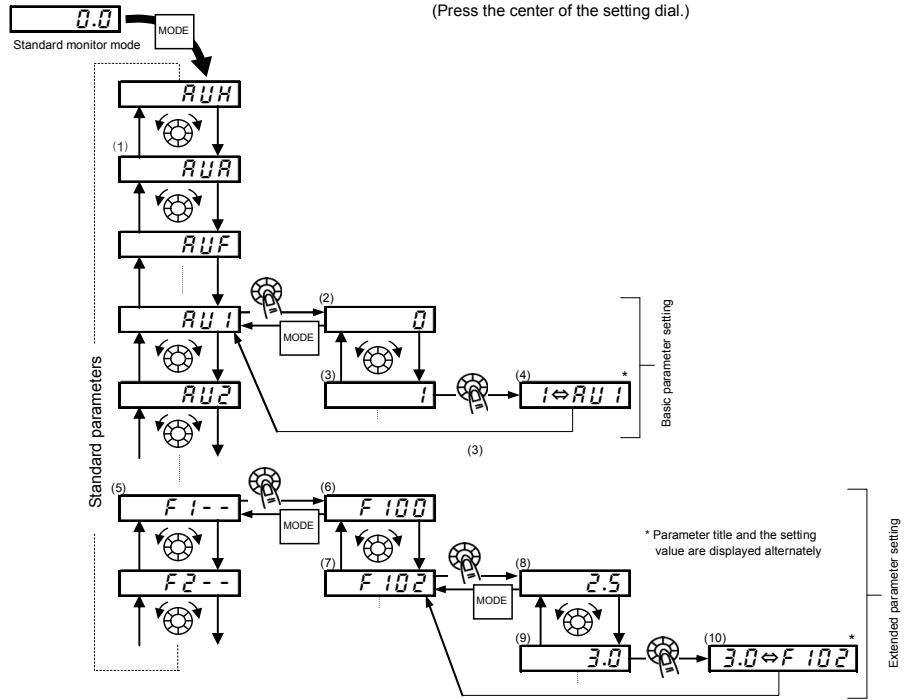 (Press the center of the setting dial.)
0.0
MODE
Standard monitor mode
AUH
(1)
AUA
AUF
(2)
AU1
0
MODE
(3)
(4)
*
AU2
1
1⇔AU1
(3)
Basic parameter setting
Standard parameters
(5)
(6)
F1--
F100
MODE
* Parameter title and the setting
value are displayed alternately
(7)
(8)
F2--
F102
2.5
MODE
(9)
(10)
*
3.0
3.0⇔F102
Extended parameter setting